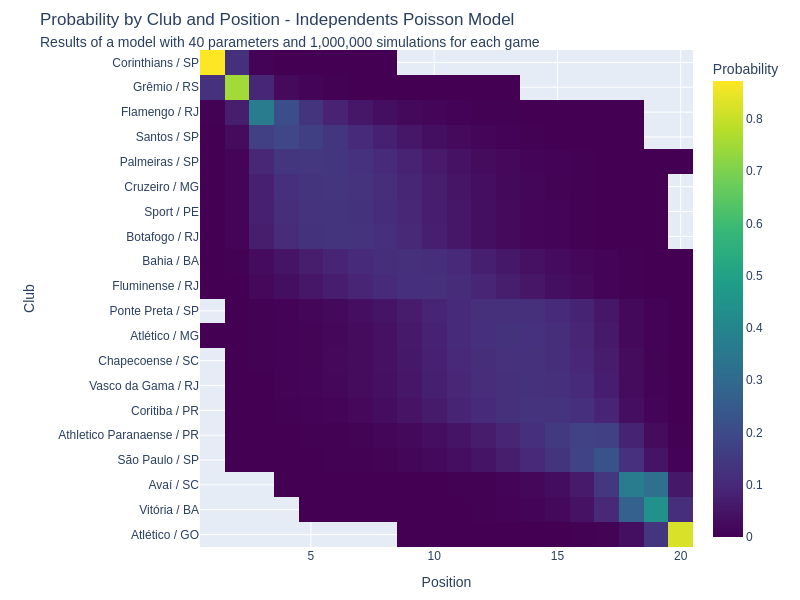 Probability by Club and Position - Independents Poisson Model
Results of a model with 40 parameters and 1,000,000 simulations for each game
Probability
Corinthians / SP
Grêmio / RS
Flamengo / RJ
Santos / SP
Palmeiras / SP
Cruzeiro / MG
Sport / PE
Botafogo / RJ
Bahia / BA
Fluminense / RJ
Ponte Preta / SP
Atlético / MG
Chapecoense / SC
Vasco da Gama / RJ
Coritiba / PR
Athletico Paranaense / PR
São Paulo / SP
Avaí / SC
Vitória / BA
Atlético / GO
Club
5
10
15
20
Position
0.8
0.7
0.6
0.5
0.4
0.3
0.2
0.1
0